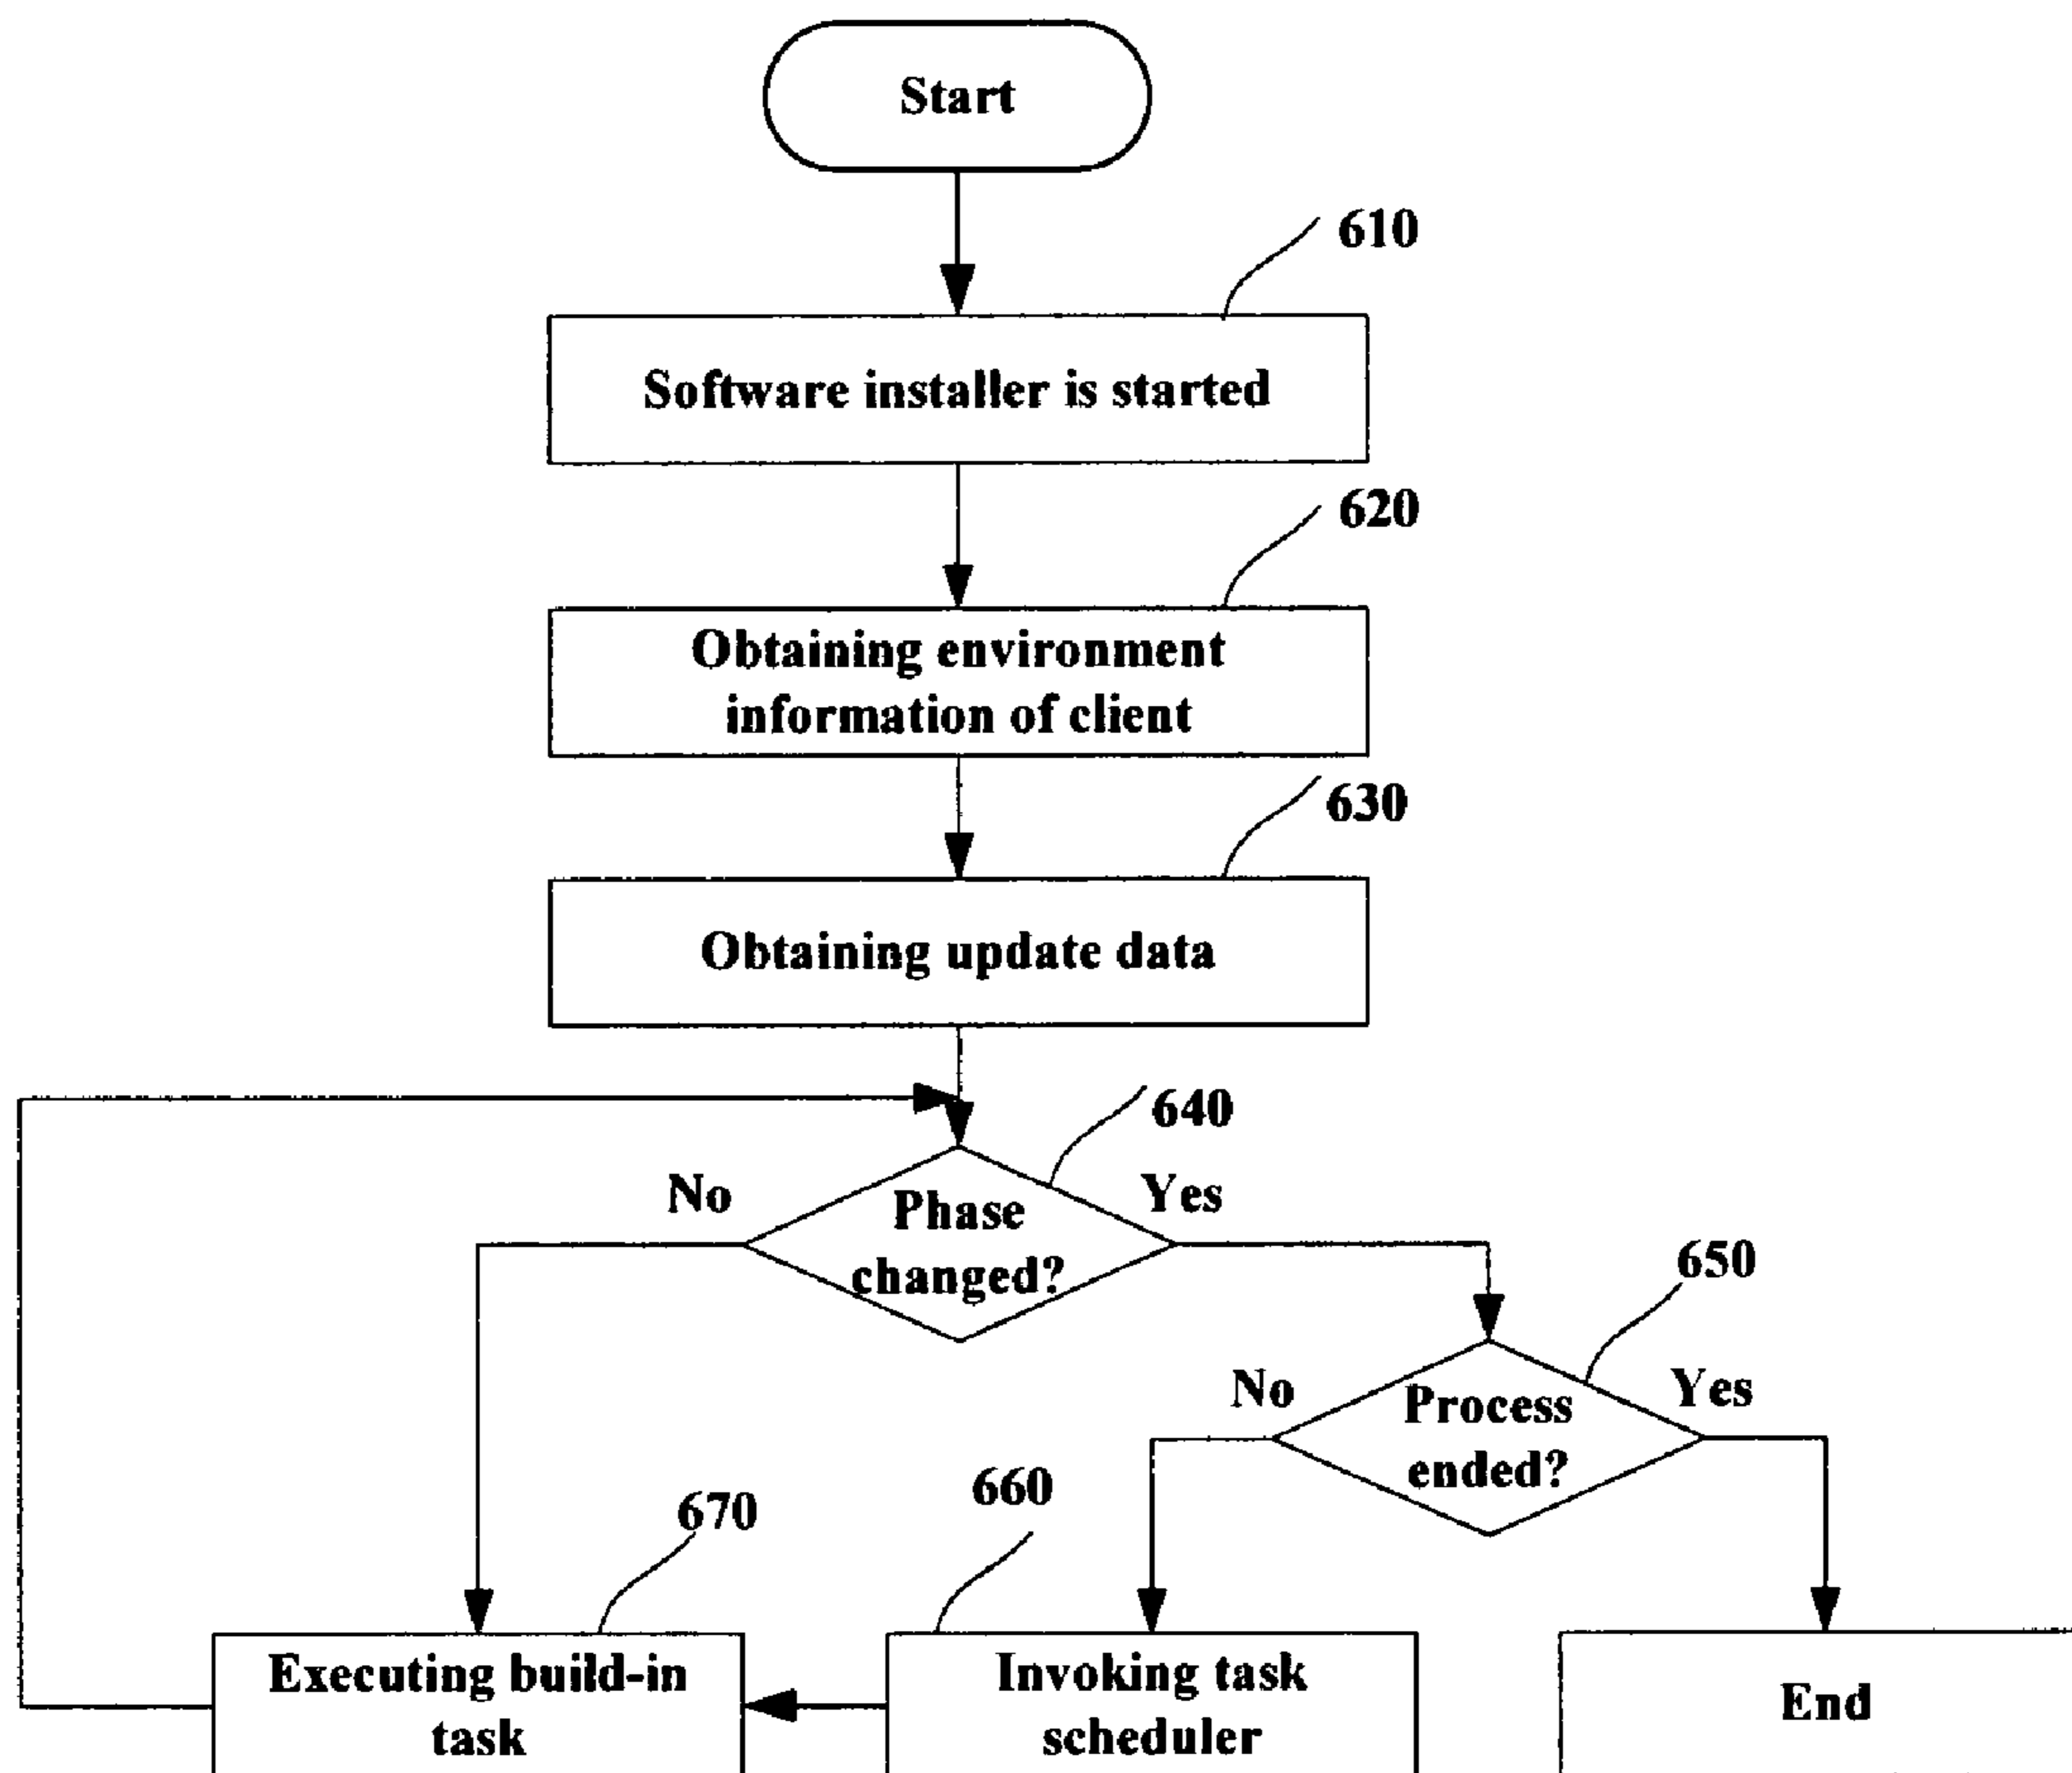 Start
610
Software installer is started
620
Obtaining environment
information of client
630
Obtaining update data
640
No
Yes
Phase
changed?
650
No
Yes
Process
ended?
660
670
Executing build-in
task
Invoking task
scheduler
End